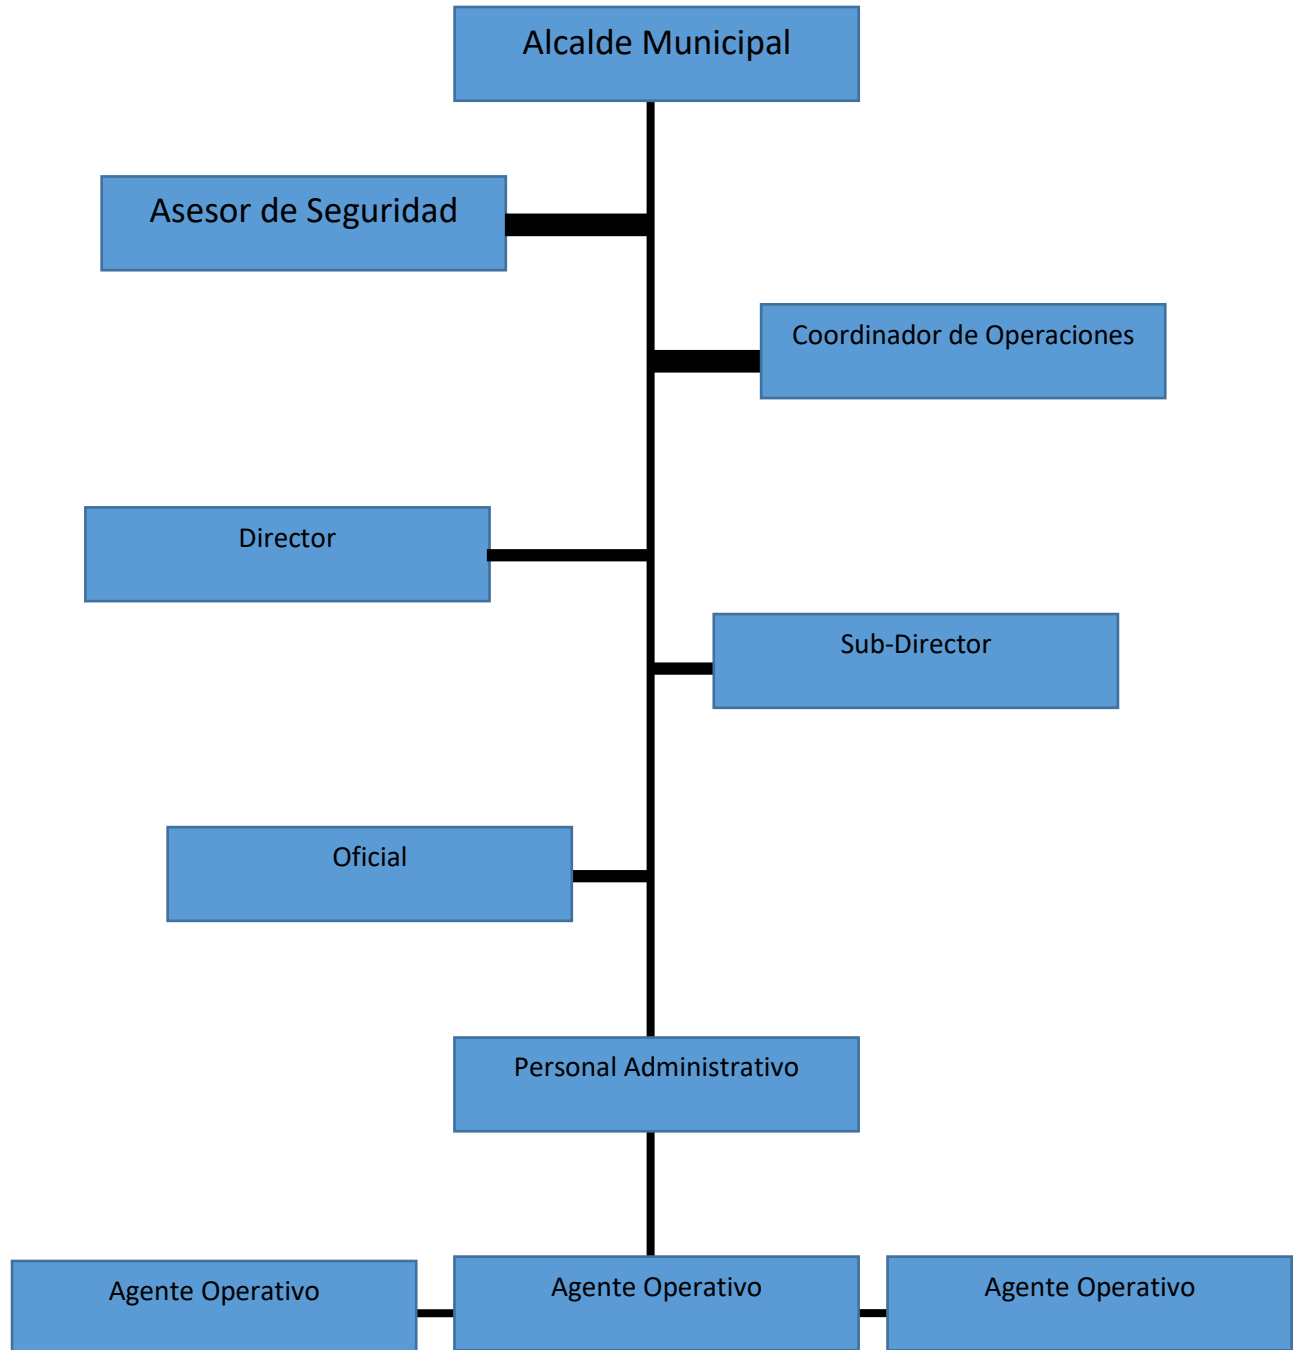 Alcalde Municipal
Asesor de Seguridad
Coordinador de Operaciones
Director
Sub-Director
Oficial
Personal Administrativo
Agente Operativo
Agente Operativo
Agente Operativo